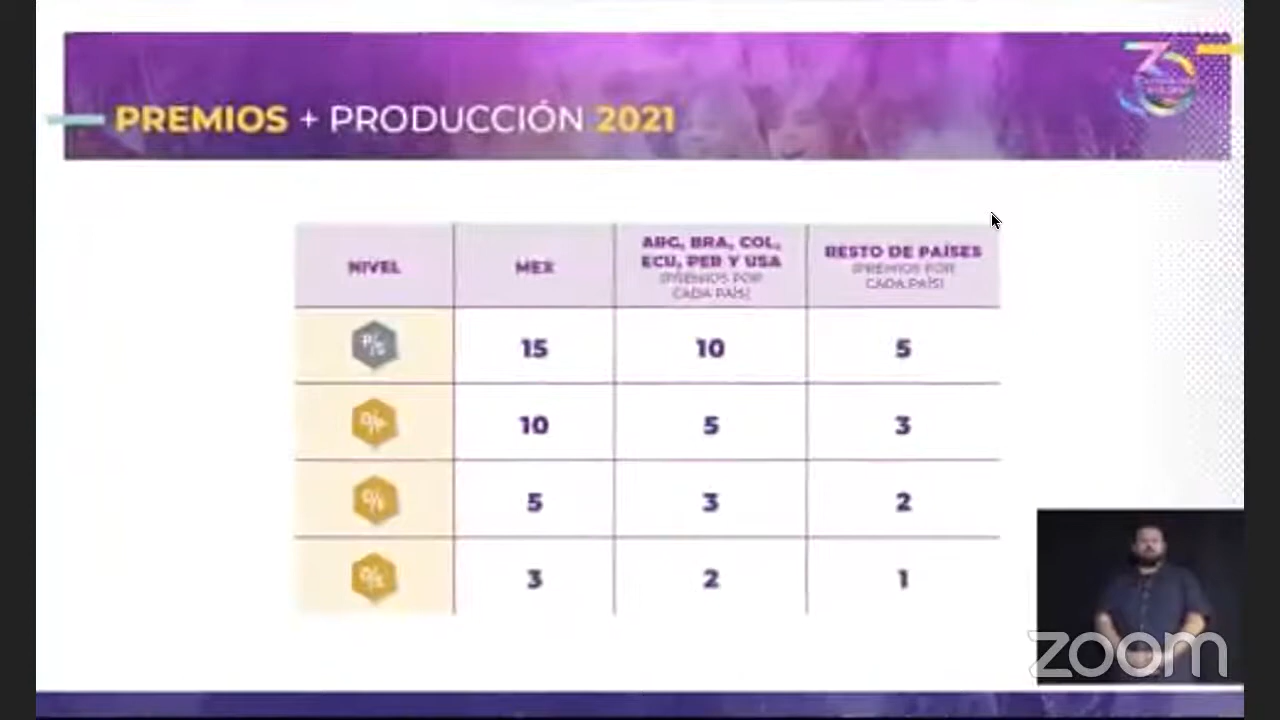 PREMIOS + PRODUCCIÓN 2021
NIVEL
MEX
ARG, BRA, COL,
ECU, PER Y USA
(PREMIOS POR
CADA PAÍS)
RESTO DE PAÍSES
(PREMIOS POR
CADA PAÍS)
15
10
5
10
5
3
5
3
2
3
2
1
zoom